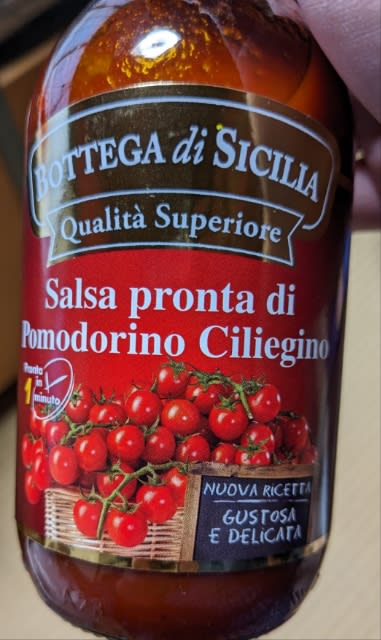 BOTTEGA di SICILIA
Qualità Superiore
Salsa pronta di
Pomodorino Ciliegino
Pronta
in
1 minuto
NUOVA RICETTA
GUSTOSA
E DELICATA